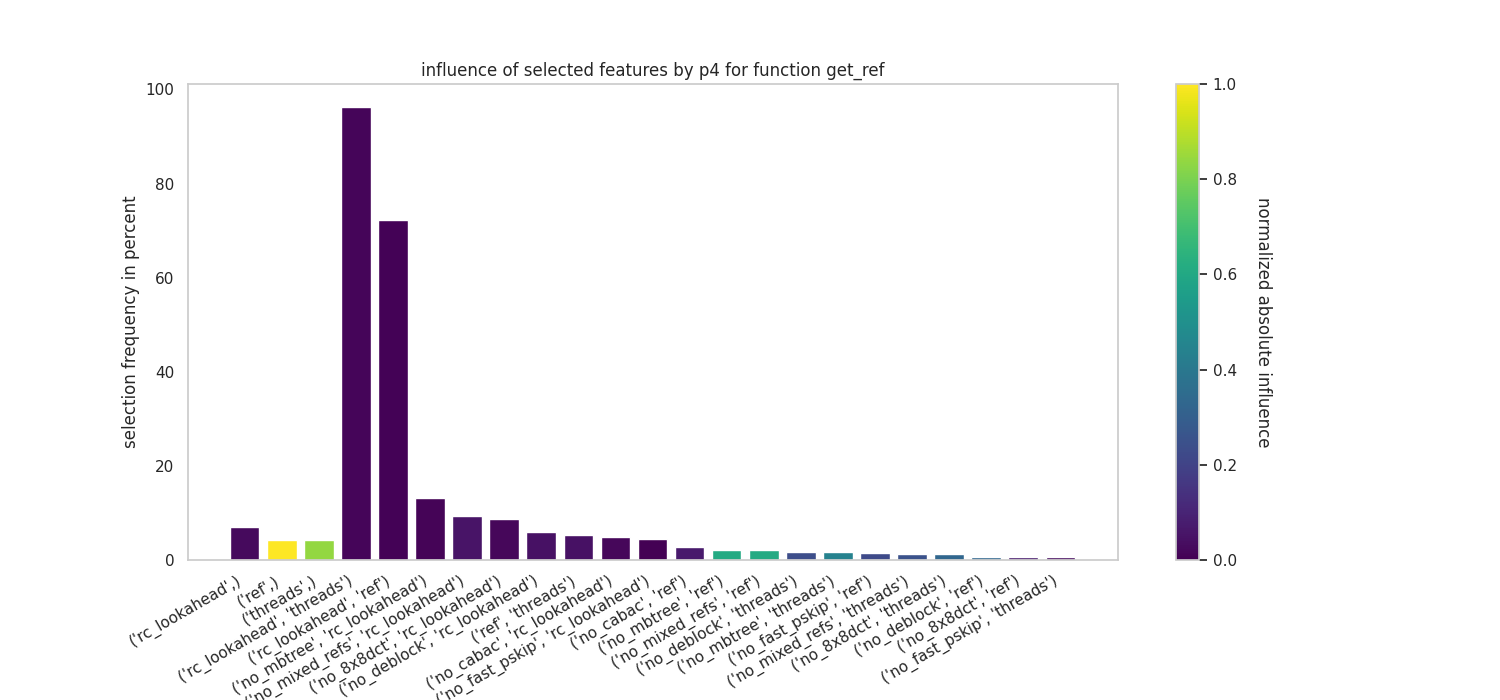 influence of selected features by p4 for function get_ref
100
80
60
40
20
0
selection frequency in percent
('rc_lookahead',)
('ref',)
('threads',)
('rc_lookahead', 'threads')
('rc_lookahead', 'ref')
('no_mbtree', 'rc_lookahead')
'no_mixed_refs', 'rc_lookahead')
('no_8x8dct', 'rc_lookahead')
('no_deblock', 'rc_lookahead')
('ref', 'threads')
('no_cabac', 'rc_lookahead')
('no_fast_pskip', 'rc_lookahead')
('no_cabac', 'ref')
('no_mbtree', 'ref')
('no_mixed_refs', 'ref')
('no_deblock', 'threads')
('no_mbtree', 'threads')
('no_fast_pskip', 'ref')
('no_mixed_refs', 'threads')
('no_8x8dct', 'threads')
('no_deblock', 'ref')
('no_8x8dct', 'ref')
('no_fast_pskip', 'threads')
1.0
0.8
0.6
0.4
0.2
0.0
normalized absolute influence